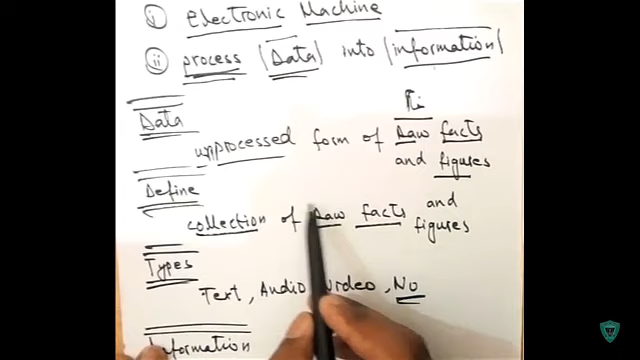 i) electronic Machine
ii) process (Data) into (information)
Data
unprocessed form of Raw facts
and figures
Define
collection of Raw facts and
figures
Types
Text, Audio, Video, No
Information